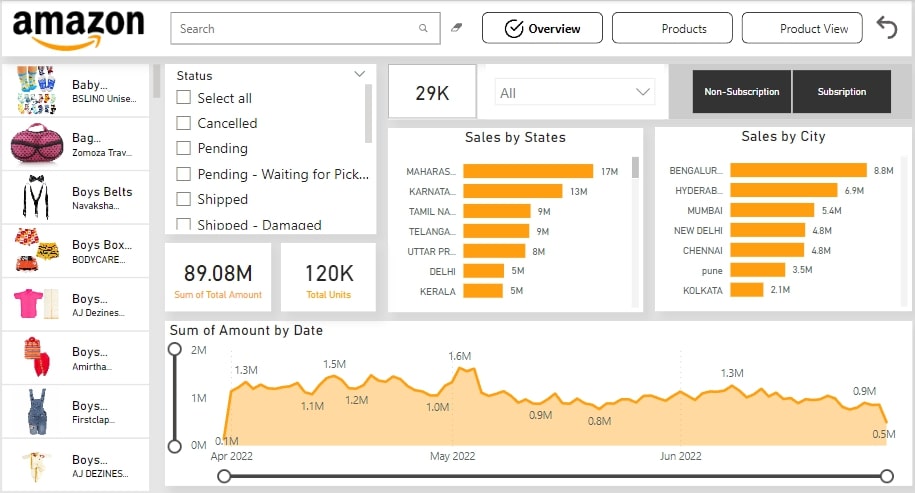 amazon
Search
Overview
Products
Product View
Baby...
BSLINO Unise...
Bag...
Zomoza Trav...
Boys Belts
Navaksha...
Boys Box...
BODYCARE...
Boys...
AJ Dezines...
Boys...
Amirtha...
Boys...
Firstclap...
Boys...
AJ DEZINES...
Status
Select all
Cancelled
Pending
Pending - Waiting for Pick...
Shipped
Shipped - Damaged
29K
All
Non-Subscription
Subsription
89.08M
Sum of Total Amount
120K
Total Units
Sales by States
MAHARAS... 17M
KARNATA... 13M
TAMIL NA... 9M
TELANGA... 9M
UTTAR PR... 8M
DELHI 5M
KERALA 5M
Sales by City
BENGALUR... 8.8M
HYDERAB... 6.9M
MUMBAI 5.4M
NEW DELHI 4.8M
CHENNAI 4.8M
pune 3.5M
KOLKATA 2.1M
Sum of Amount by Date
2M
1M
0M
0.1M
1.3M
1.1M
1.5M
1.2M
1.0M
1.6M
0.9M
0.8M
1.3M
0.9M
0.5M
Apr 2022
May 2022
Jun 2022